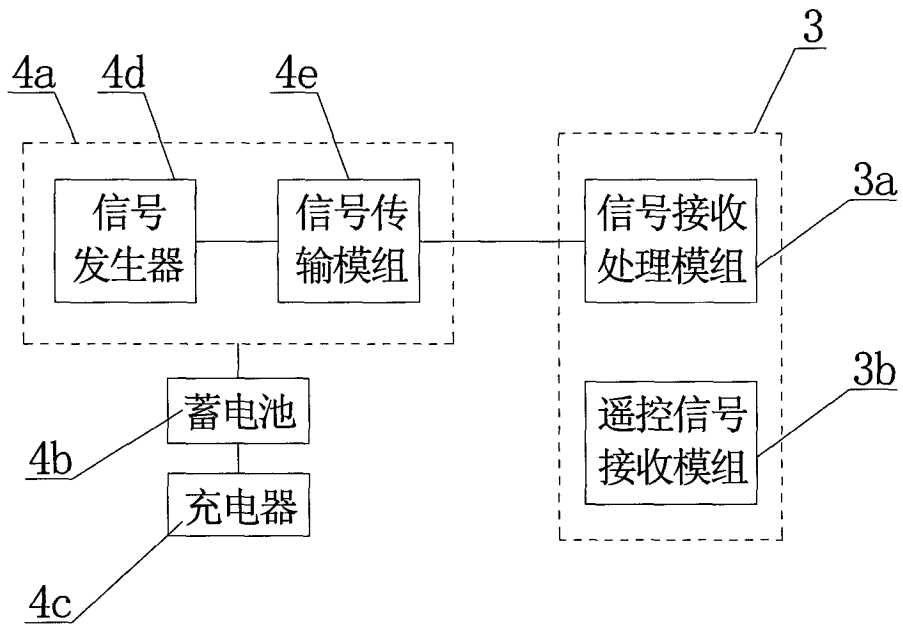 3
4a
4d
4e
信号
发生器
信号传
输模组
信号接收
处理模组
3a
蓄电池
4b
充电器
4c
遥控信号
接收模组
3b